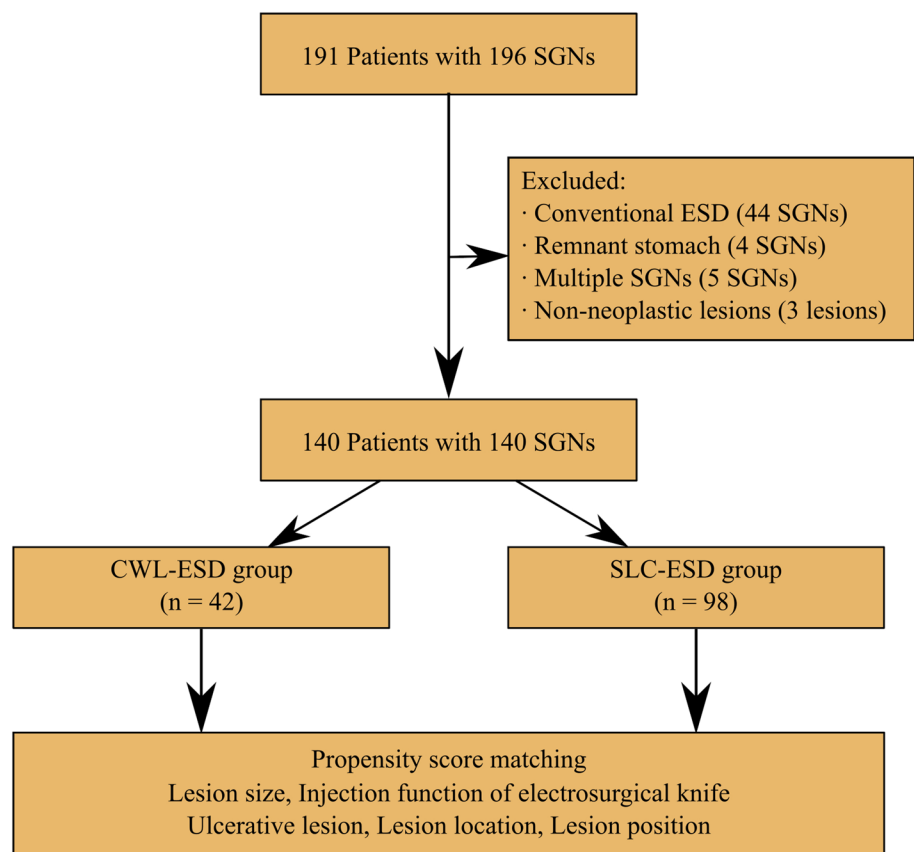 191 Patients with 196 SGNs
Excluded:
· Conventional ESD (44 SGNs)
· Remnant stomach (4 SGNs)
· Multiple SGNs (5 SGNs)
· Non-neoplastic lesions (3 lesions)
140 Patients with 140 SGNs
CWL-ESD group
(n = 42)
SLC-ESD group
(n = 98)
Propensity score matching
Lesion size, Injection function of electrosurgical knife
Ulcerative lesion, Lesion location, Lesion position